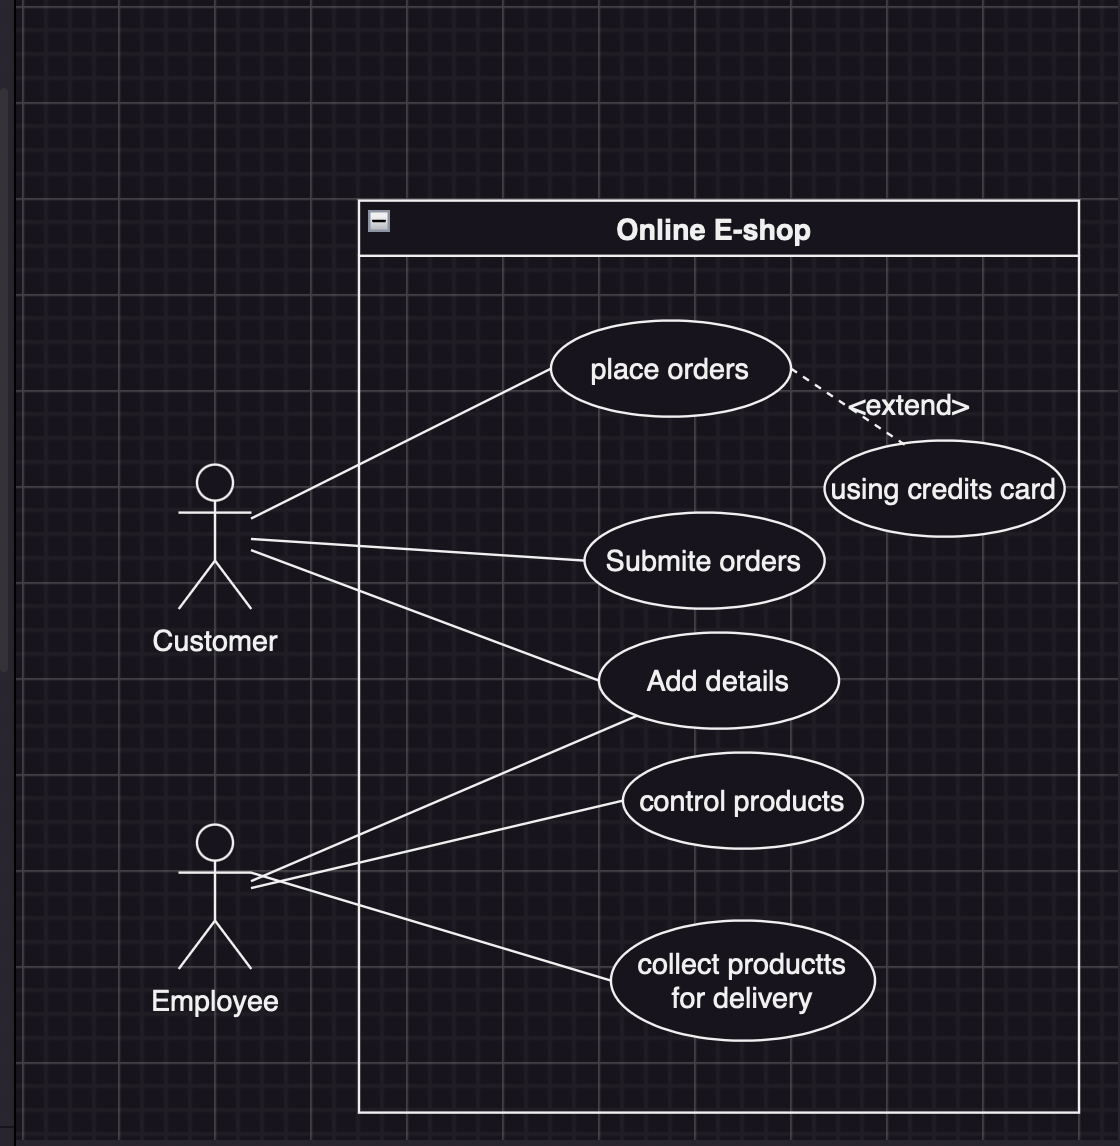 Online E-shop
place orders
<extend>
using credits card
Submite orders
Customer
Add details
control products
collect productts
for delivery
Employee